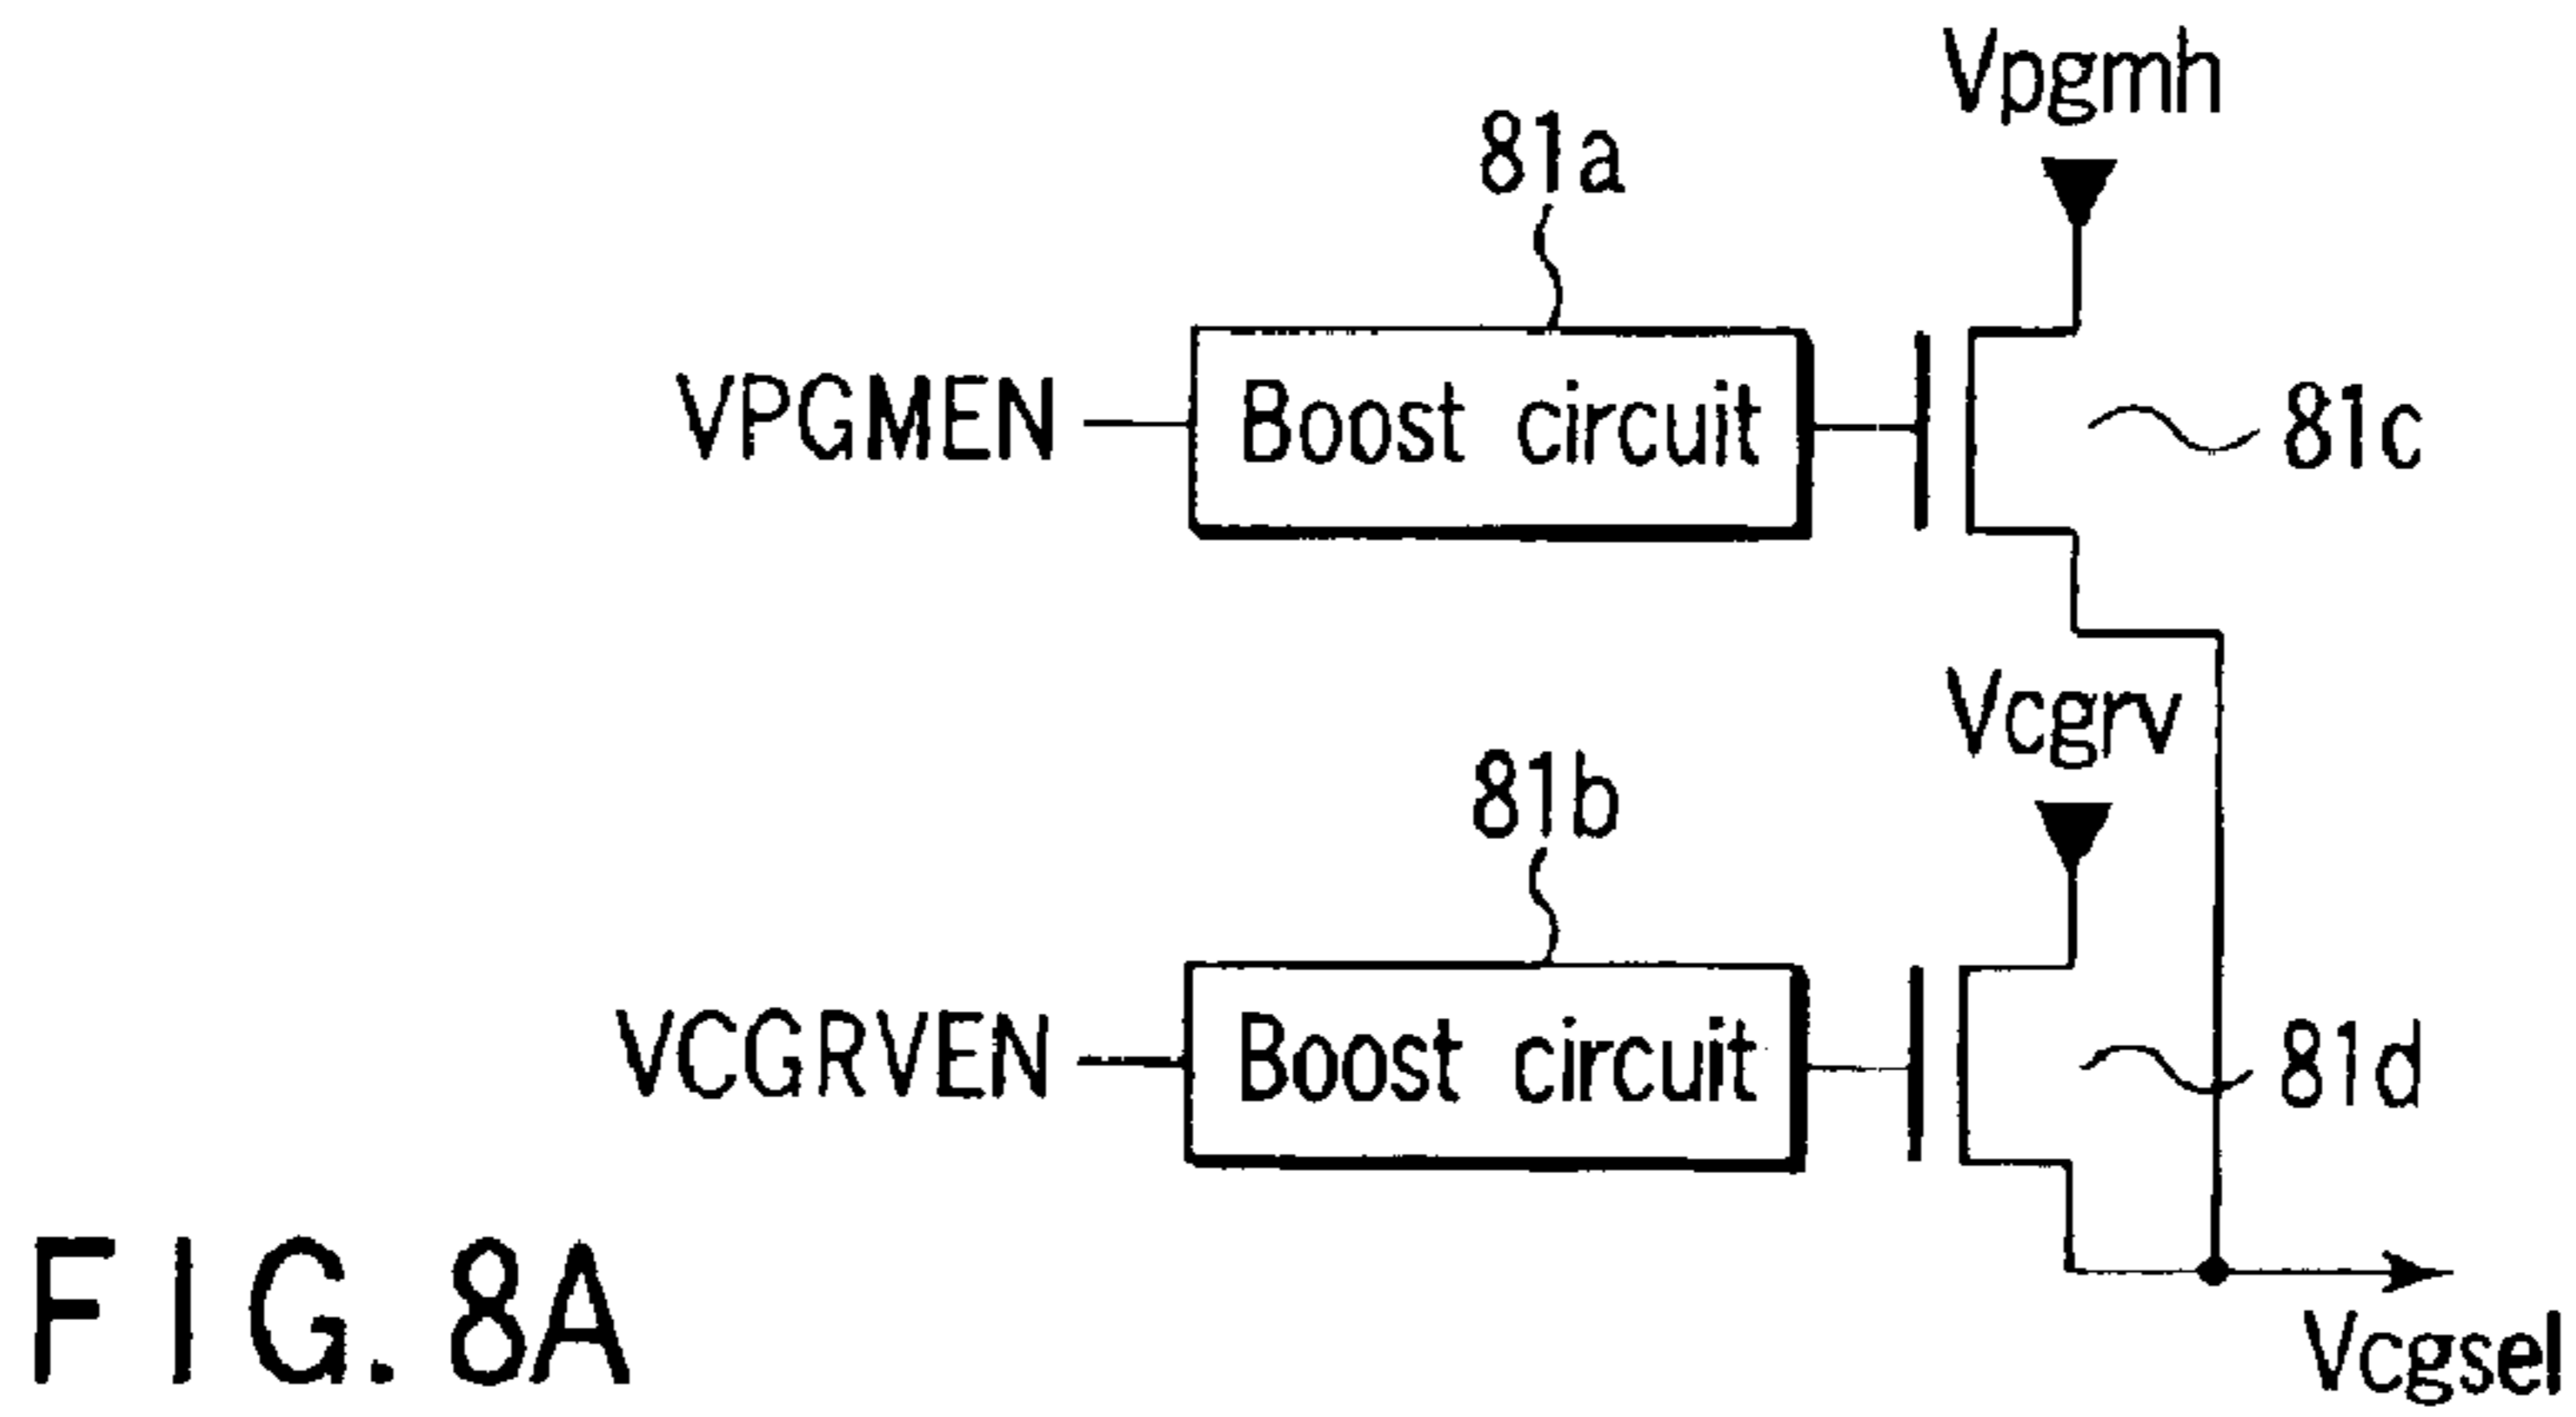 Vpgmh
81a
VPGMEN
Boost circuit
81c
Vcgrv
81b
VCGRVEN
Boost circuit
81d
FIG. 8A
Vcgsel